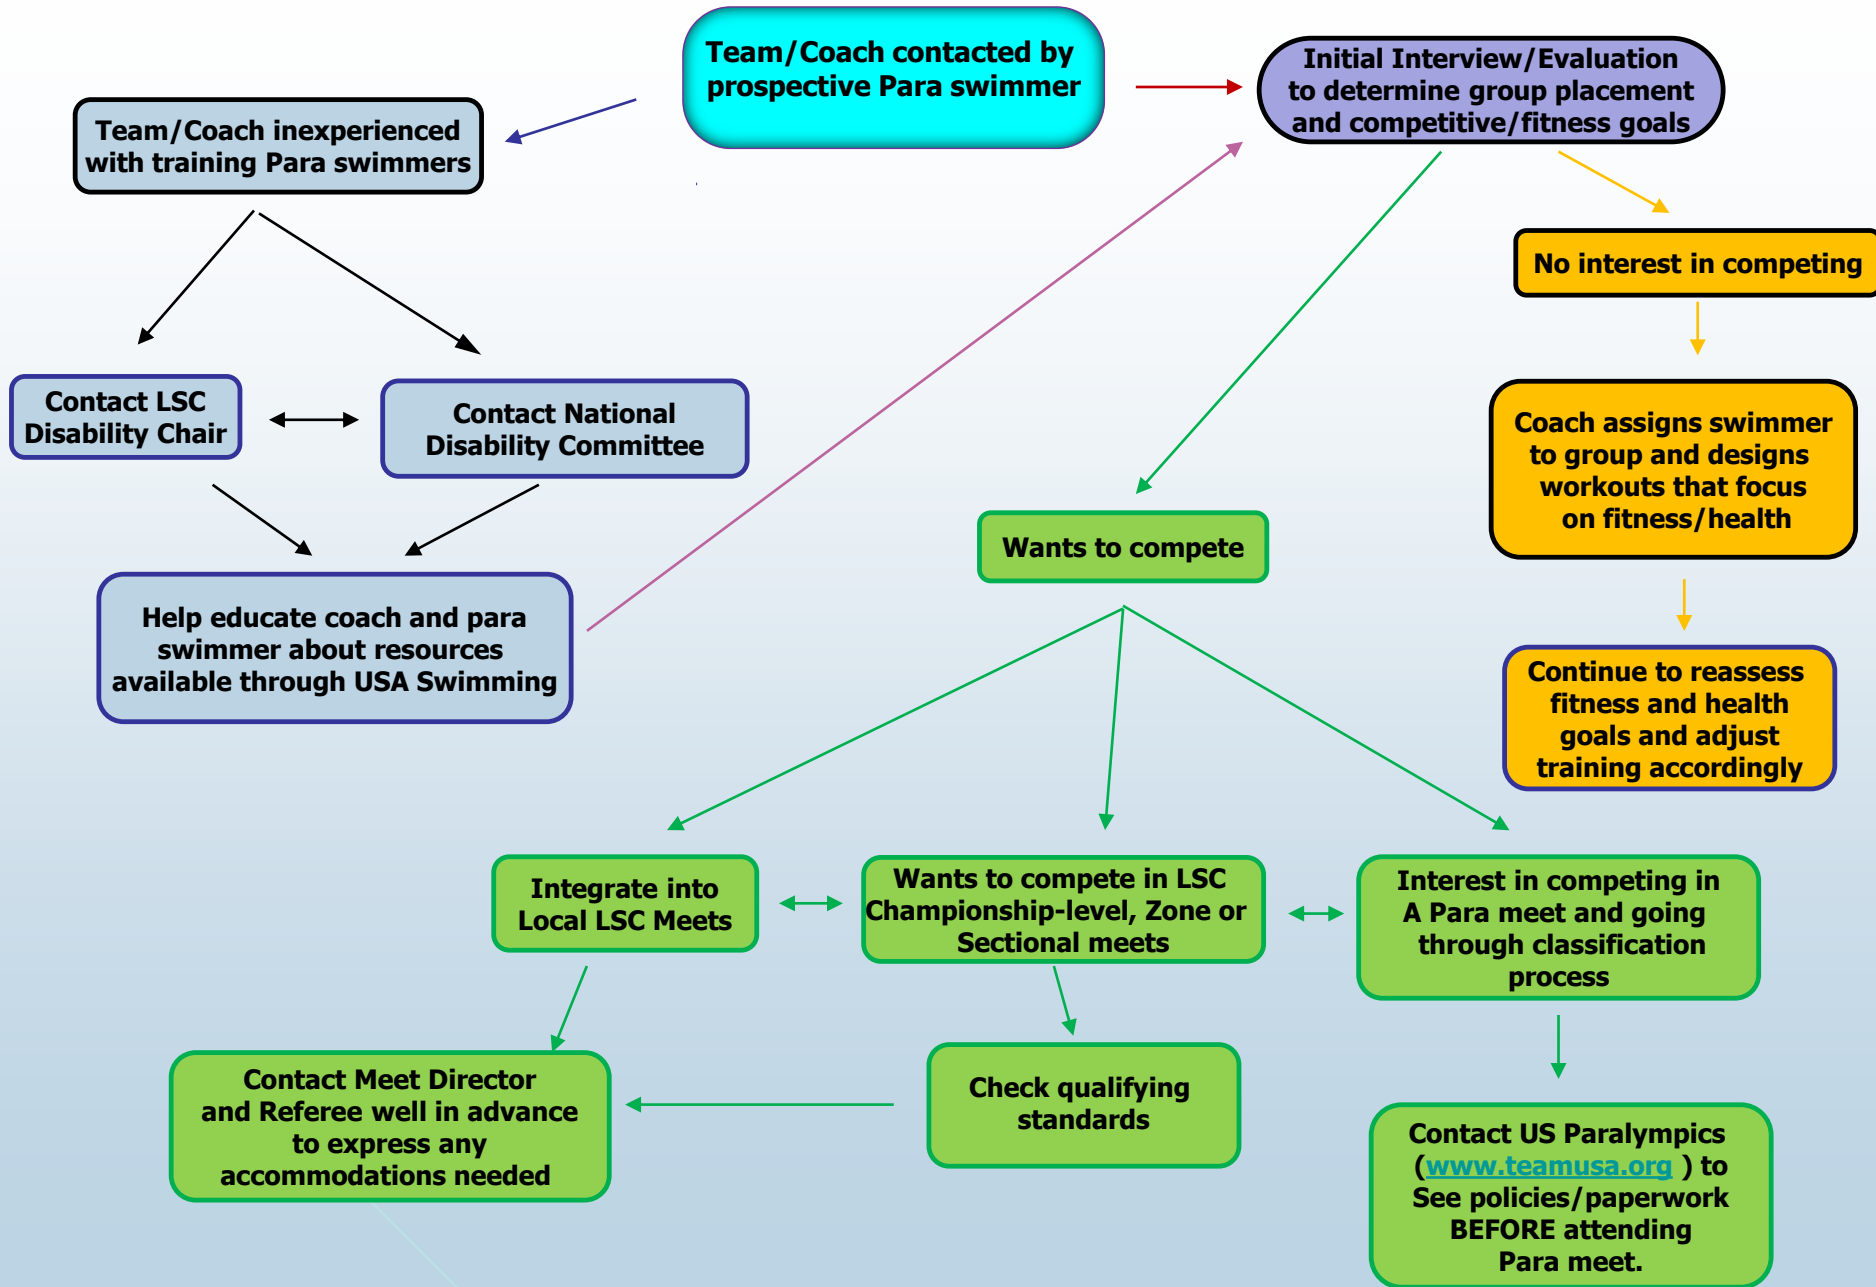 Team/Coach contacted by
prospective Para swimmer
Initial Interview/Evaluation
to determine group placement
and competitive/fitness goals
Team/Coach inexperienced
with training Para swimmers
No interest in competing
Contact LSC
Disability Chair
Contact National
Disability Committee
Coach assigns swimmer
to group and designs
workouts that focus
on fitness/health
Wants to compete
Help educate coach and para
swimmer about resources
available through USA Swimming
Continue to reassess
fitness and health
goals and adjust
training accordingly
Integrate into
Local LSC Meets
Wants to compete in LSC
Championship-level, Zone or
Sectional meets
Interest in competing in
A Para meet and going
through classification
process
Contact Meet Director
and Referee well in advance
to express any
accommodations needed
Check qualifying
standards
Contact US Paralympics
(www.teamusa.org ) to
See policies/paperwork
BEFORE attending
Para meet.